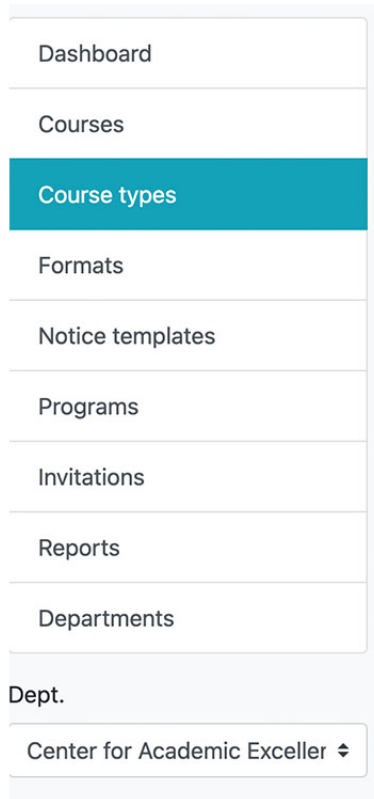 Dashboard
Courses
Course types
Formats
Notice templates
Programs
Invitations
Reports
Departments
Dept.
Center for Academic Exceller